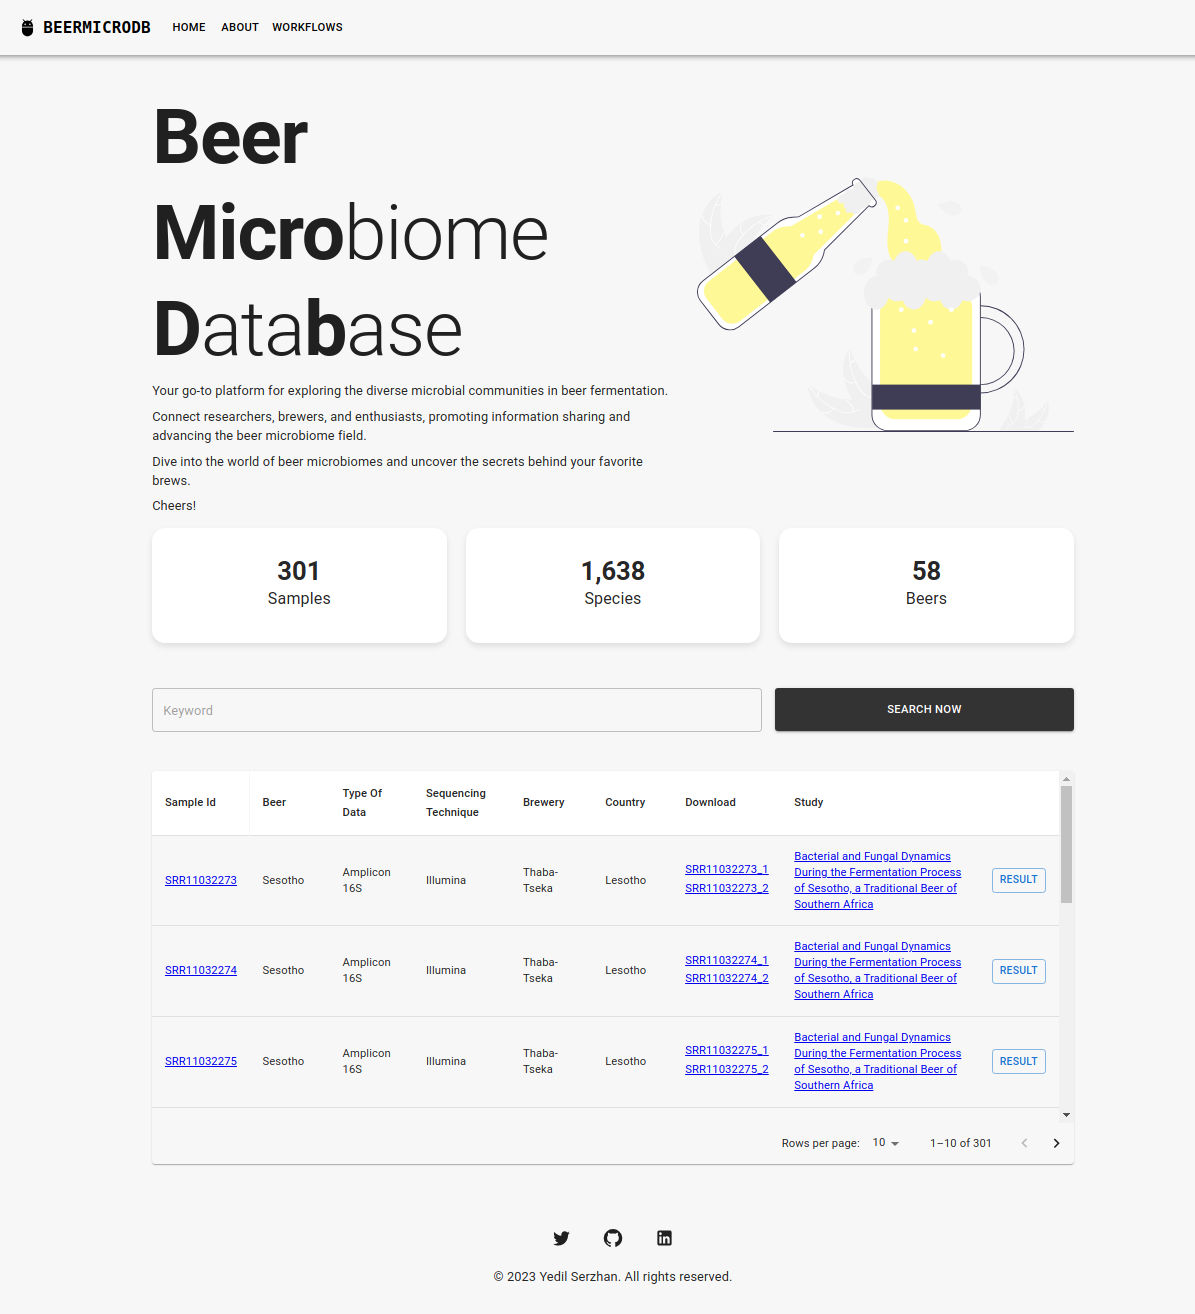 BEERMICRODB HOME ABOUT WORKFLOWS
Beer
Microbiome
Database
Your go-to platform for exploring the diverse microbial communities in beer fermentation.
Connect researchers, brewers, and enthusiasts, promoting information sharing and
advancing the beer microbiome field.
Dive into the world of beer microbiomes and uncover the secrets behind your favorite
brews.
Cheers!
301
Samples
1,638
Species
58
Beers
Keyword
SEARCH NOW
Sample Id
Beer
Type Of
Data
Sequencing
Technique
Brewery
Country
Download
Study
SRR11032273
Sesotho
Amplicon
16S
Illumina
Thaba-
Tseka
Lesotho
SRR11032273_1
SRR11032273_2
Bacterial and Fungal Dynamics
During the Fermentation Process
of Sesotho, a Traditional Beer of
Southern Africa
RESULT
SRR11032274
Sesotho
Amplicon
16S
Illumina
Thaba-
Tseka
Lesotho
SRR11032274_1
SRR11032274_2
Bacterial and Fungal Dynamics
During the Fermentation Process
of Sesotho, a Traditional Beer of
Southern Africa
RESULT
SRR11032275
Sesotho
Amplicon
16S
Illumina
Thaba-
Tseka
Lesotho
SRR11032275_1
SRR11032275_2
Bacterial and Fungal Dynamics
During the Fermentation Process
of Sesotho, a Traditional Beer of
Southern Africa
RESULT
Rows per page: 10 1–10 of 301
© 2023 Yedil Serzhan. All rights reserved.